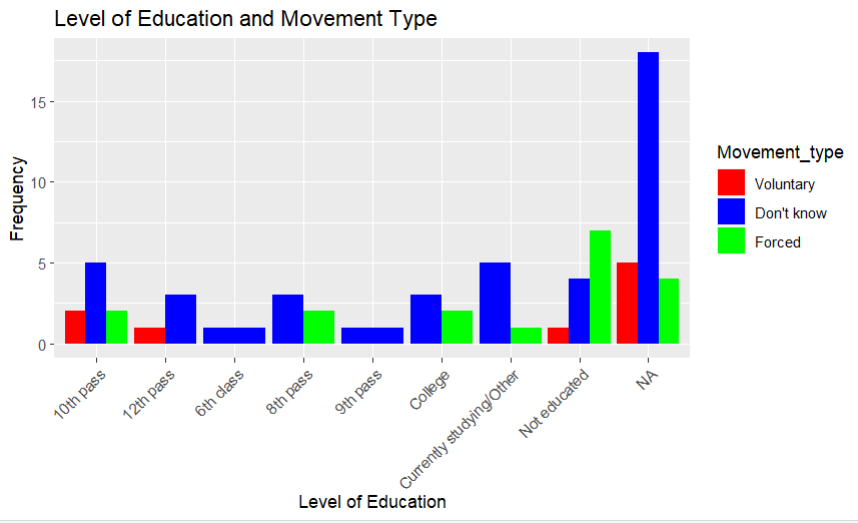 Level of Education and Movement Type
Frequency
15
10
5
0
10th pass
12th pass
6th class
8th pass
9th pass
College
Currently studying/Other
Not educated
NA
Level of Education
Movement_type
Voluntary
Don't know
Forced